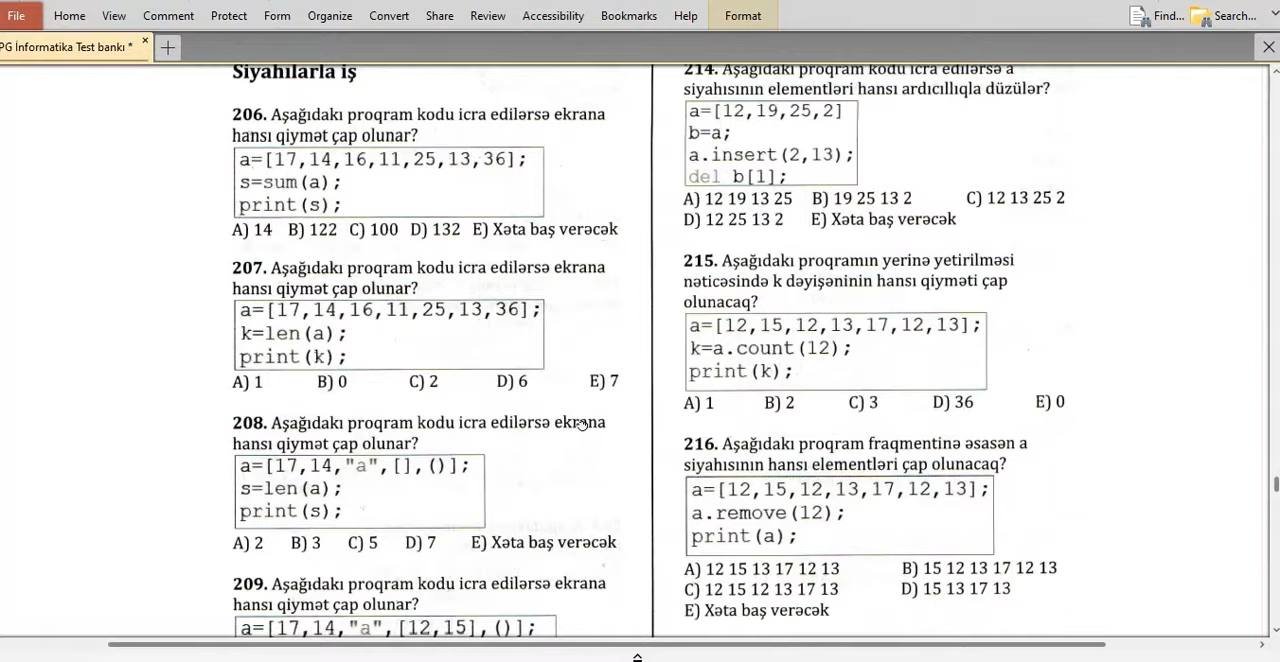 File Home View Comment Protect Form Organize Convert Share Review Accessibility Bookmarks Help Format Find... Search...
PG İnformatika Test bankı *
Siyahılarla iş
206. Aşağıdakı proqram kodu icra edilərsə ekrana
hansı qiymət çap olunar?
a=[17,14,16,11,25,13,36];
s=sum(a);
print(s);
A) 14 B) 122 C) 100 D) 132 E) Xəta baş verəcək
207. Aşağıdakı proqram kodu icra edilərsə ekrana
hansı qiymət çap olunar?
a=[17,14,16,11,25,13,36];
k=len(a);
print(k);
A) 1 B) 0 C) 2 D) 6 E) 7
208. Aşağıdakı proqram kodu icra edilərsə ekrana
hansı qiymət çap olunar?
a=[17,14,"a",[],()];
s=len(a);
print(s);
A) 2 B) 3 C) 5 D) 7 E) Xəta baş verəcək
209. Aşağıdakı proqram kodu icra edilərsə ekrana
hansı qiymət çap olunar?
a=[17,14,"a",[12,15],()];
214. Aşağıdakı proqram kodu icra edilərsə a
siyahısının elementləri hansı ardıcıllıqla düzülər?
a=[12,19,25,2]
b=a;
a.insert(2,13);
del b[1];
A) 12 19 13 25 B) 19 25 13 2 C) 12 13 25 2
D) 12 25 13 2 E) Xəta baş verəcək
215. Aşağıdakı proqramın yerinə yetirilməsi
nəticəsində k dəyişəninin hansı qiyməti çap
olunacaq?
a=[12,15,12,13,17,12,13];
k=a.count(12);
print(k);
A) 1 B) 2 C) 3 D) 36 E) 0
216. Aşağıdakı proqram fraqmentinə əsasən a
siyahısının hansı elementləri çap olunacaq?
a=[12,15,12,13,17,12,13];
a.remove(12);
print(a);
A) 12 15 13 17 12 13 B) 15 12 13 17 12 13
C) 12 15 12 13 17 13 D) 15 13 17 13
E) Xəta baş verəcək